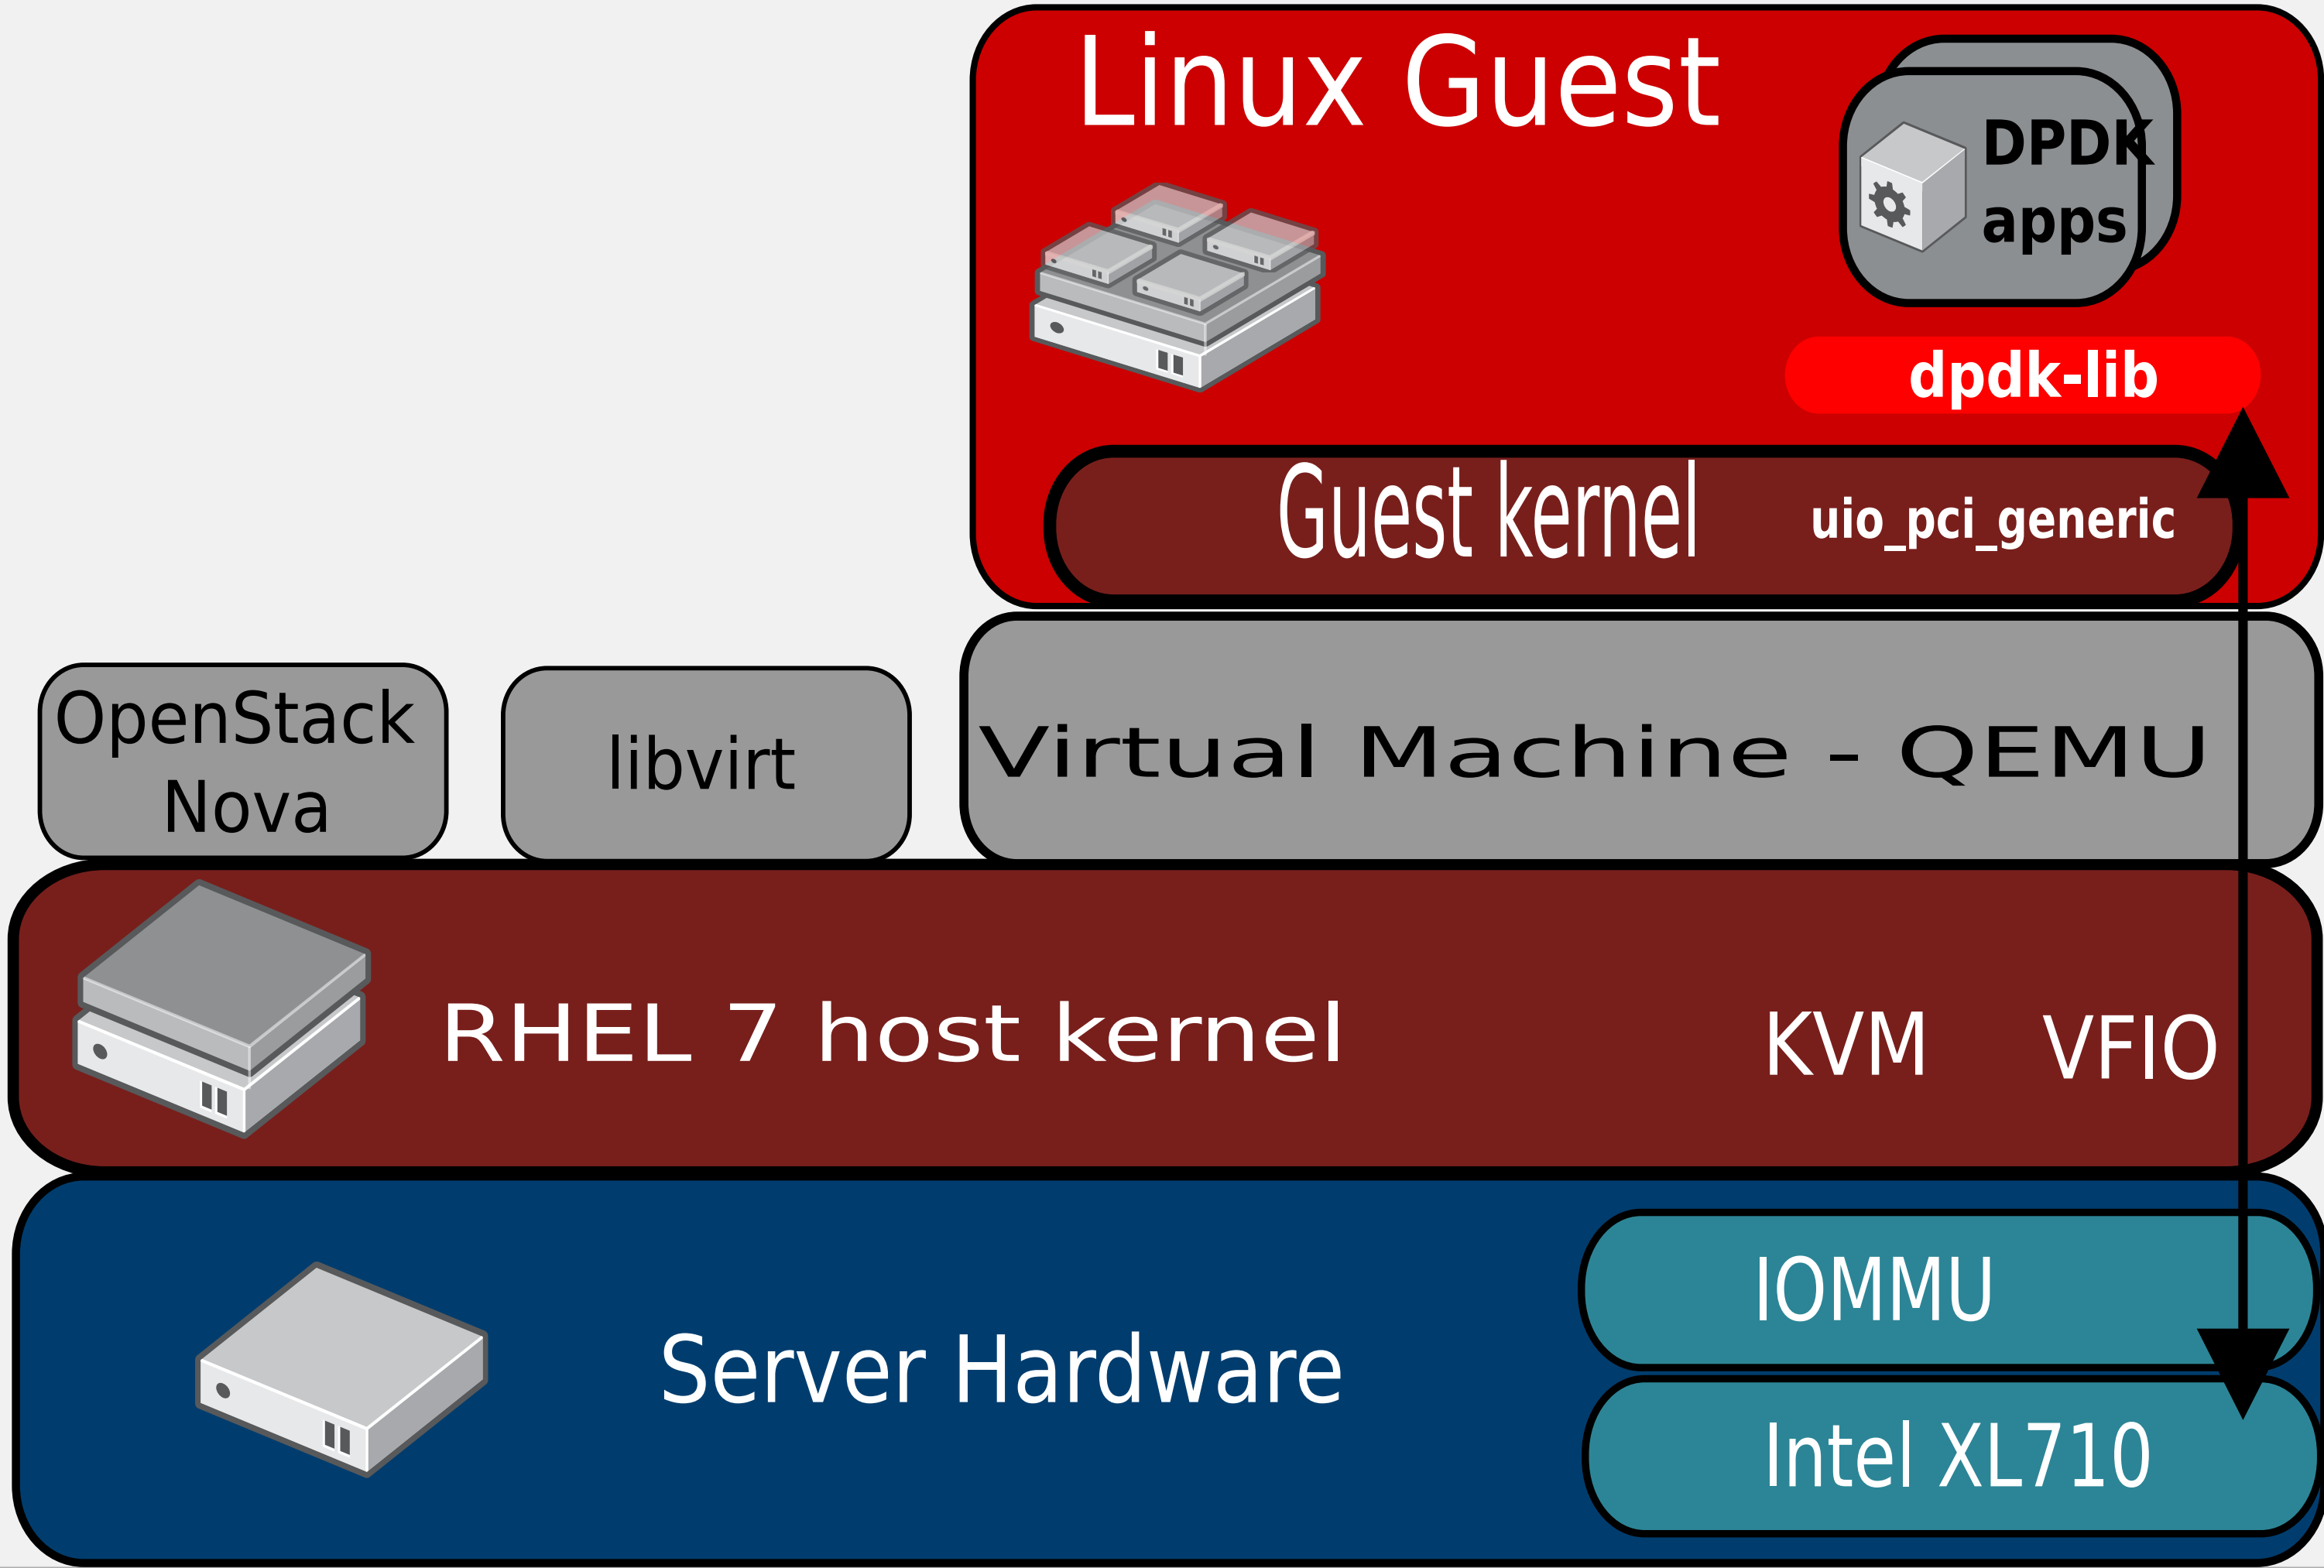 Linux Guest
DPDK
apps
dpdk-lib
Guest kernel
uio_pci_generic
OpenStack
Nova
libvirt
Virtual Machine - QEMU
RHEL 7 host kernel
KVM
VFIO
Server Hardware
IOMMU
Intel XL710